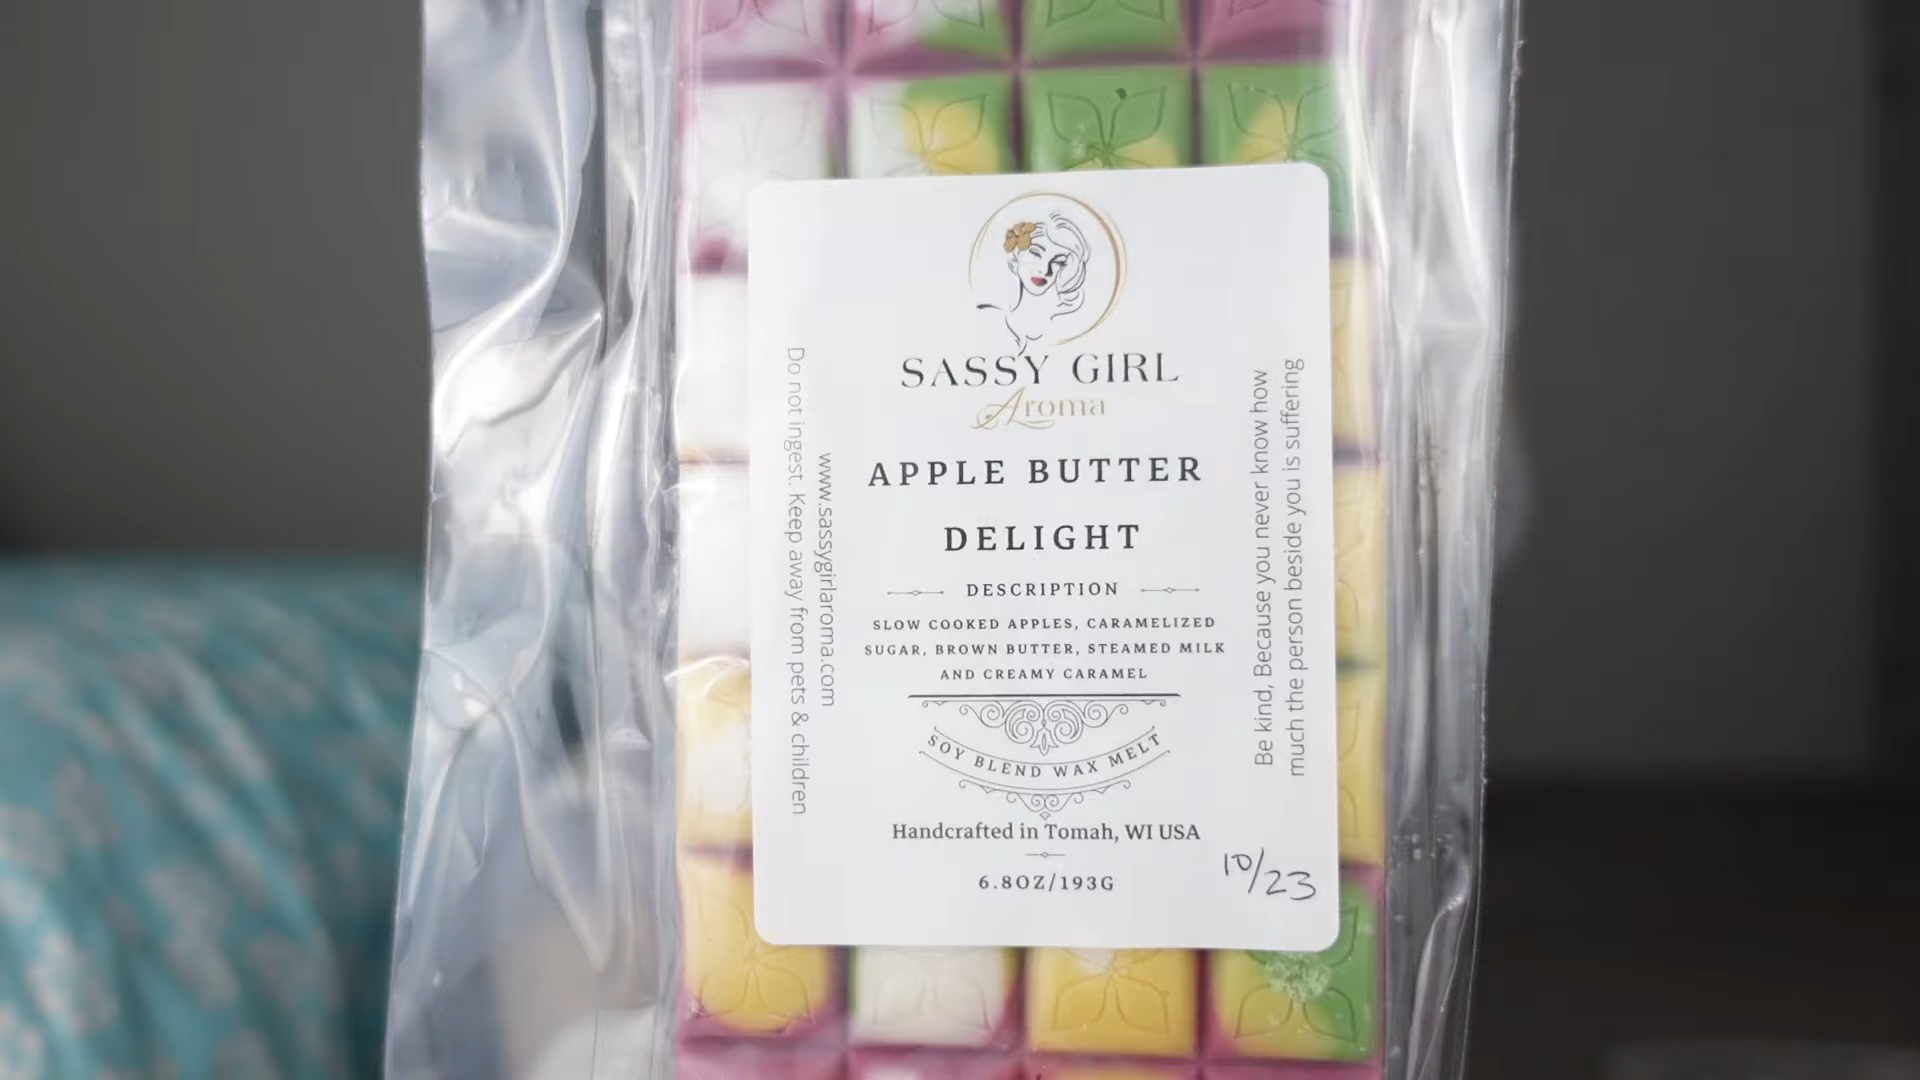 SASSY GIRL
Aroma
APPLE BUTTER
DELIGHT
DESCRIPTION
SLOW COOKED APPLES, CARAMELIZED
SUGAR, BROWN BUTTER, STEAMED MILK
AND CREAMY CARAMEL
SOY BLEND WAX MELT
Handcrafted in Tomah, WI USA
6.8OZ/193G
10/23
www.sassygirlaroma.com
Do not ingest. Keep away from pets & children
Be kind, Because you never know how
much the person beside you is suffering